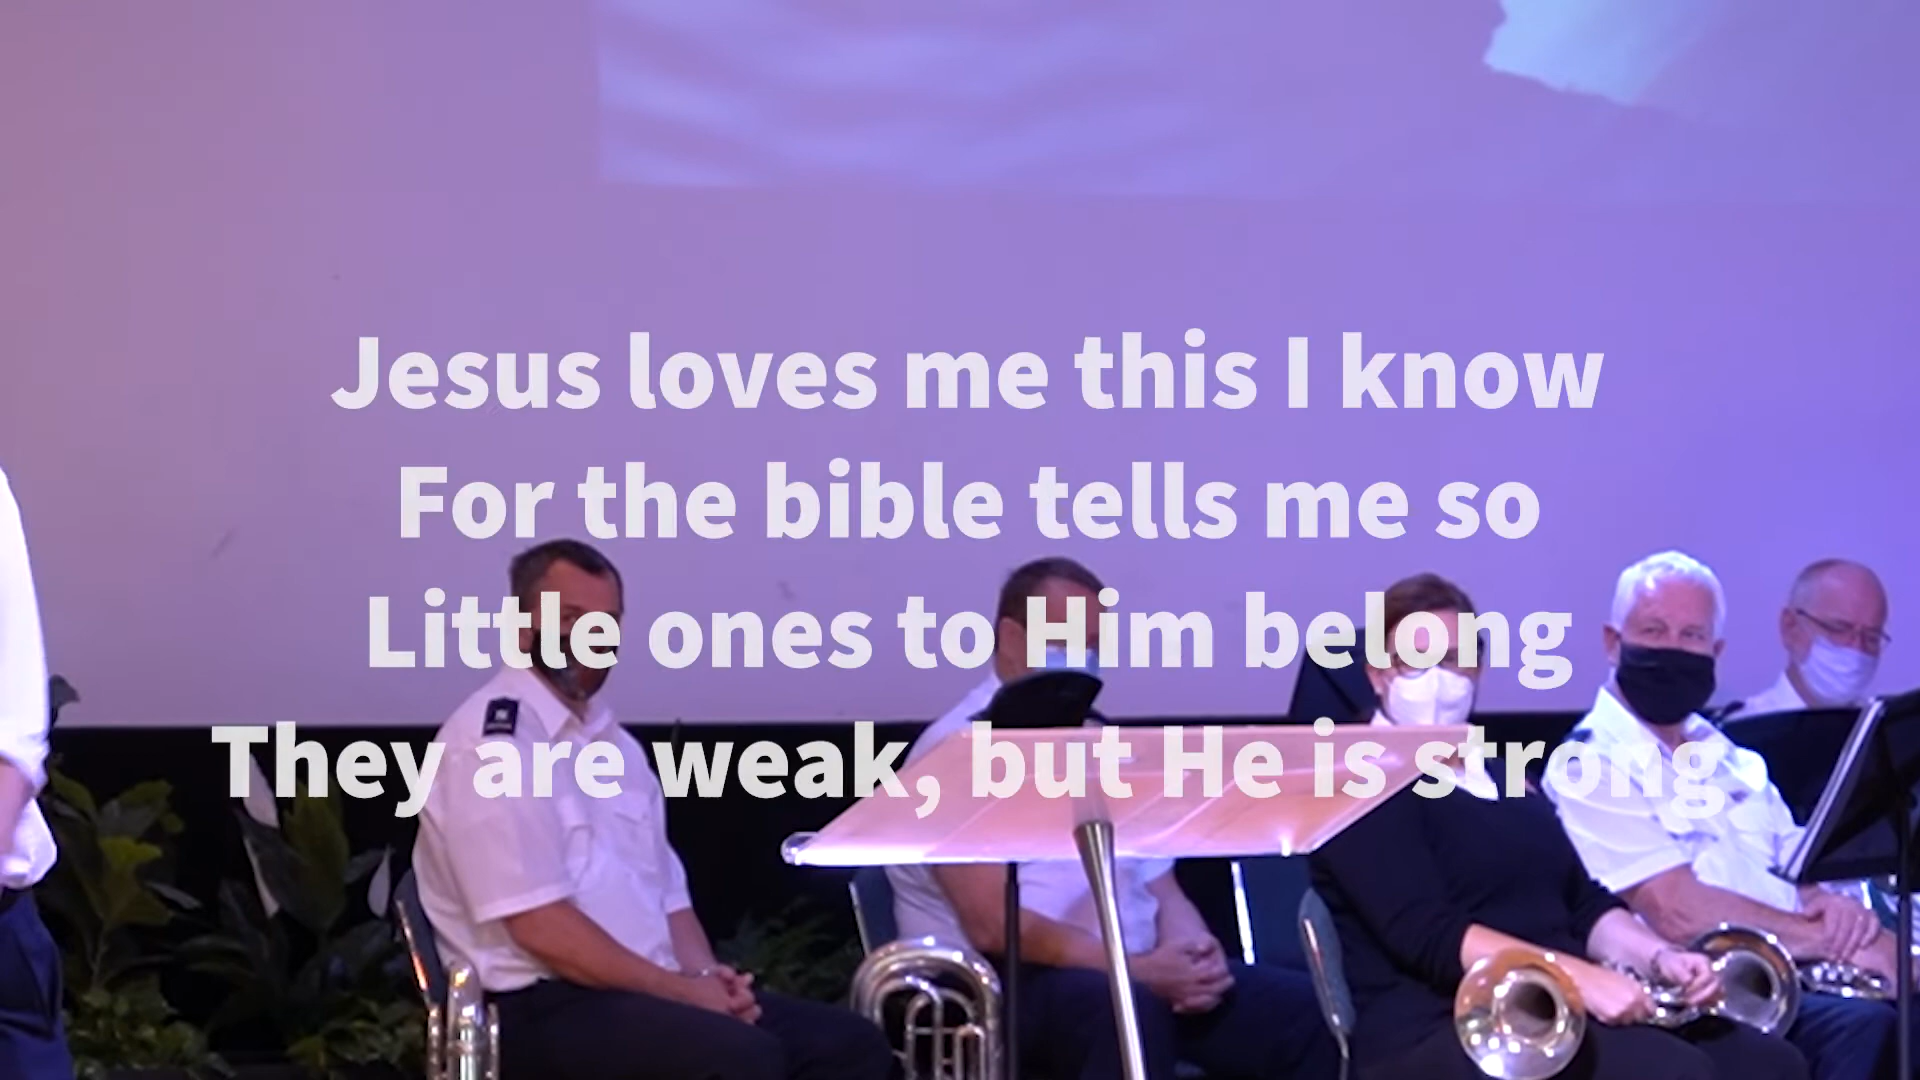 Jesus loves me this I know
For the bible tells me so
Little ones to Him belong
They are weak, but He is strong